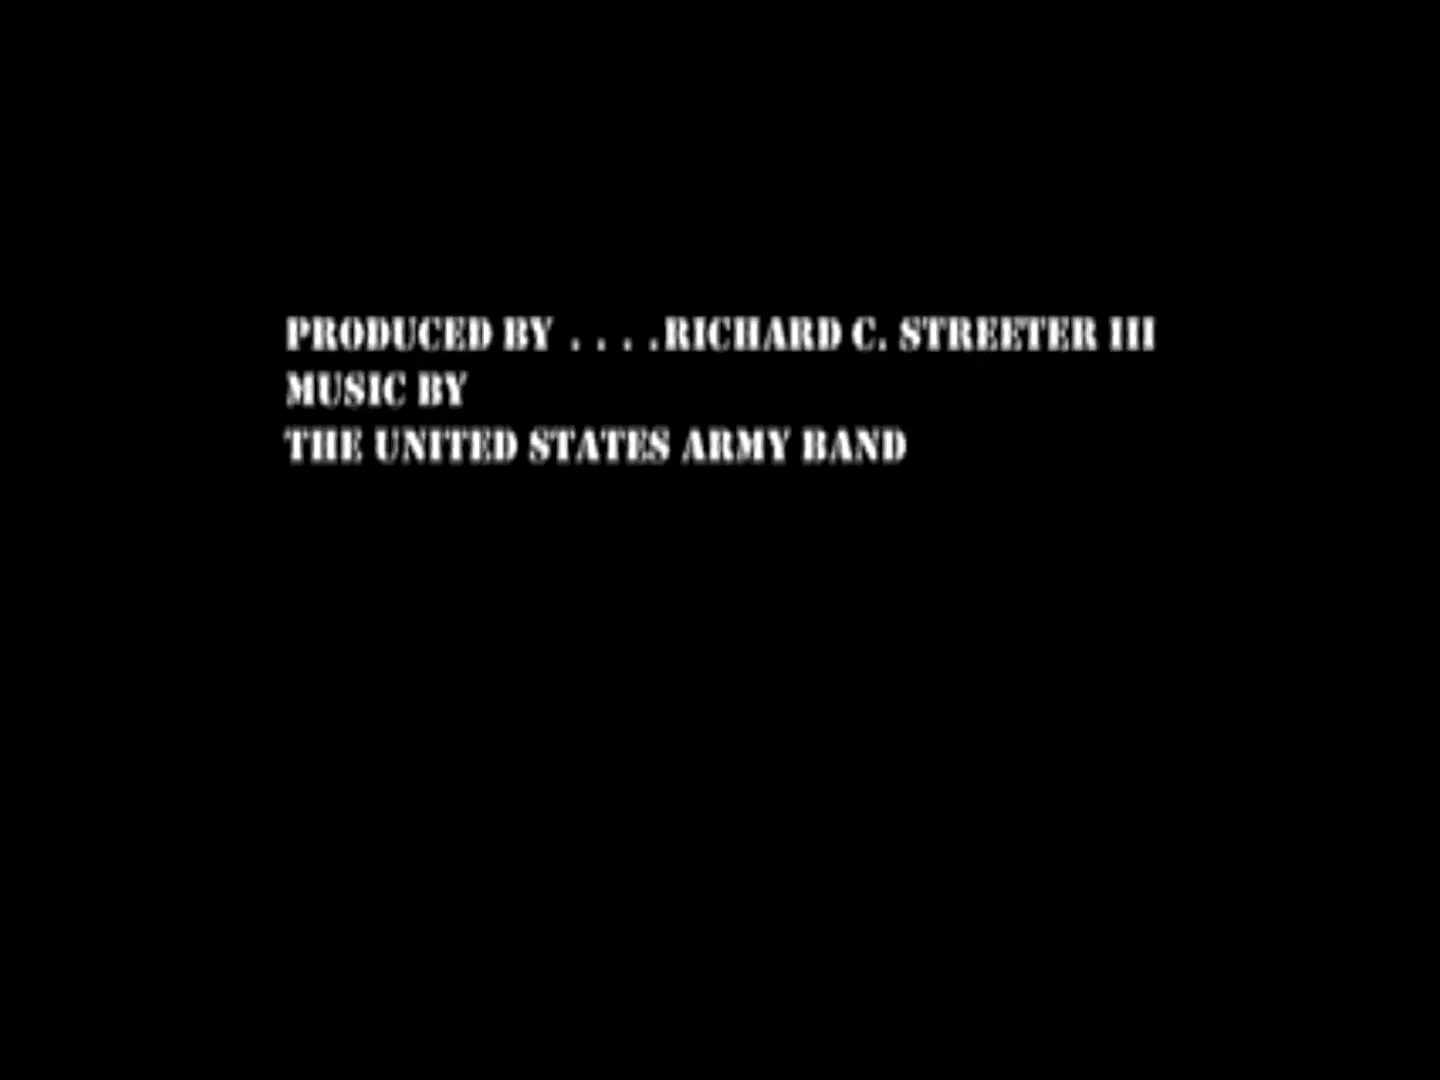 PRODUCED BY . . . .RICHARD C. STREETER III
MUSIC BY
THE UNITED STATES ARMY BAND